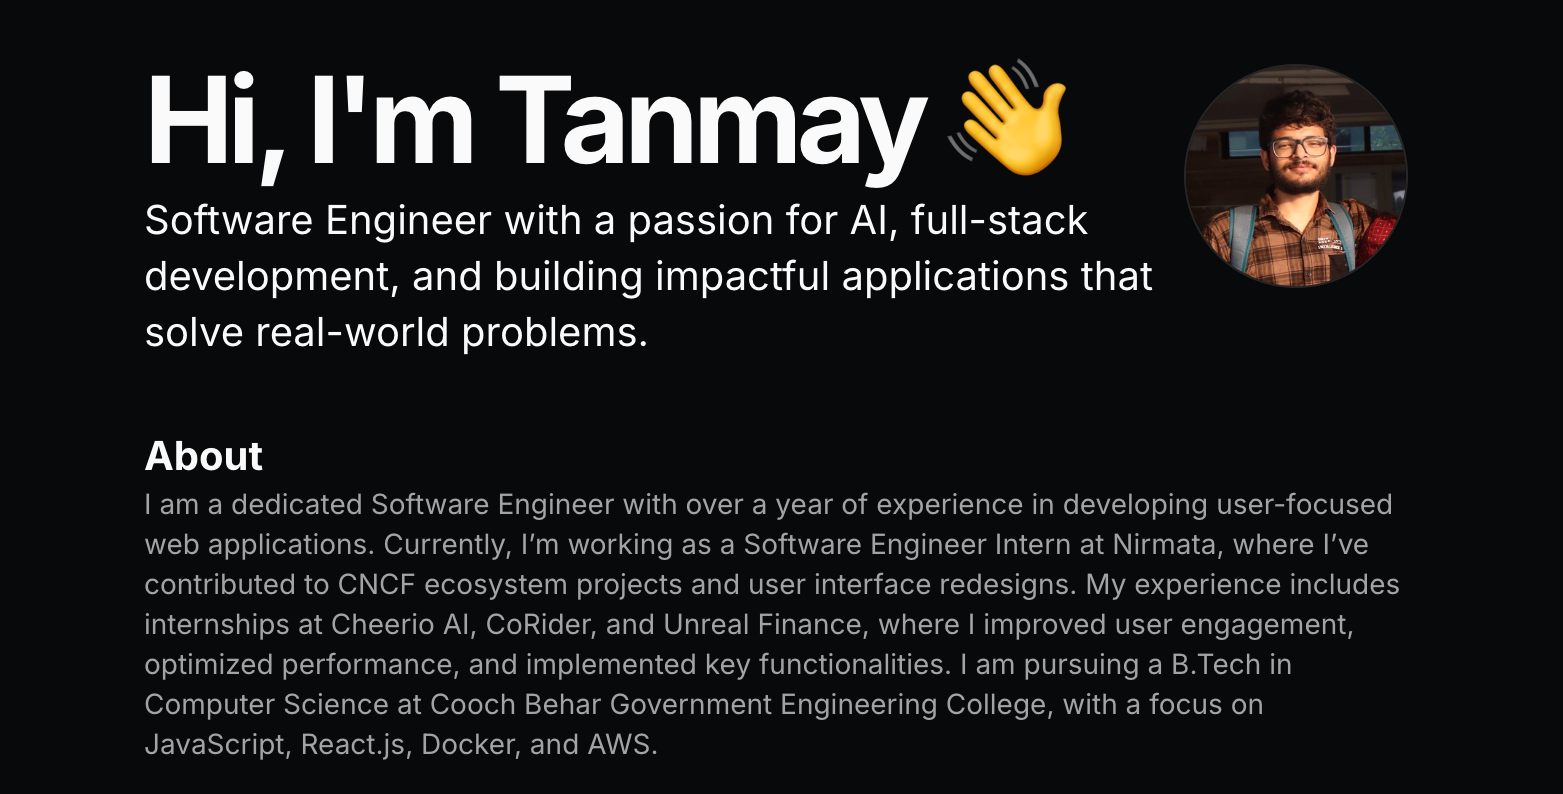 Hi, I'm Tanmay 👋
Software Engineer with a passion for AI, full-stack
development, and building impactful applications that
solve real-world problems.
About
I am a dedicated Software Engineer with over a year of experience in developing user-focused
web applications. Currently, I’m working as a Software Engineer Intern at Nirmata, where I’ve
contributed to CNCF ecosystem projects and user interface redesigns. My experience includes
internships at Cheerio AI, CoRider, and Unreal Finance, where I improved user engagement,
optimized performance, and implemented key functionalities. I am pursuing a B.Tech in
Computer Science at Cooch Behar Government Engineering College, with a focus on
JavaScript, React.js, Docker, and AWS.